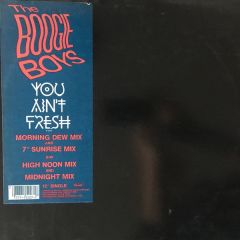 The
BOOGIE
BOYS
YOU
AIN'T
FRESH
MORNING DEW MIX
AND
7" SUNRISE MIX
HIGH NOON MIX
AND
MIDNIGHT MIX
12" SINGLE